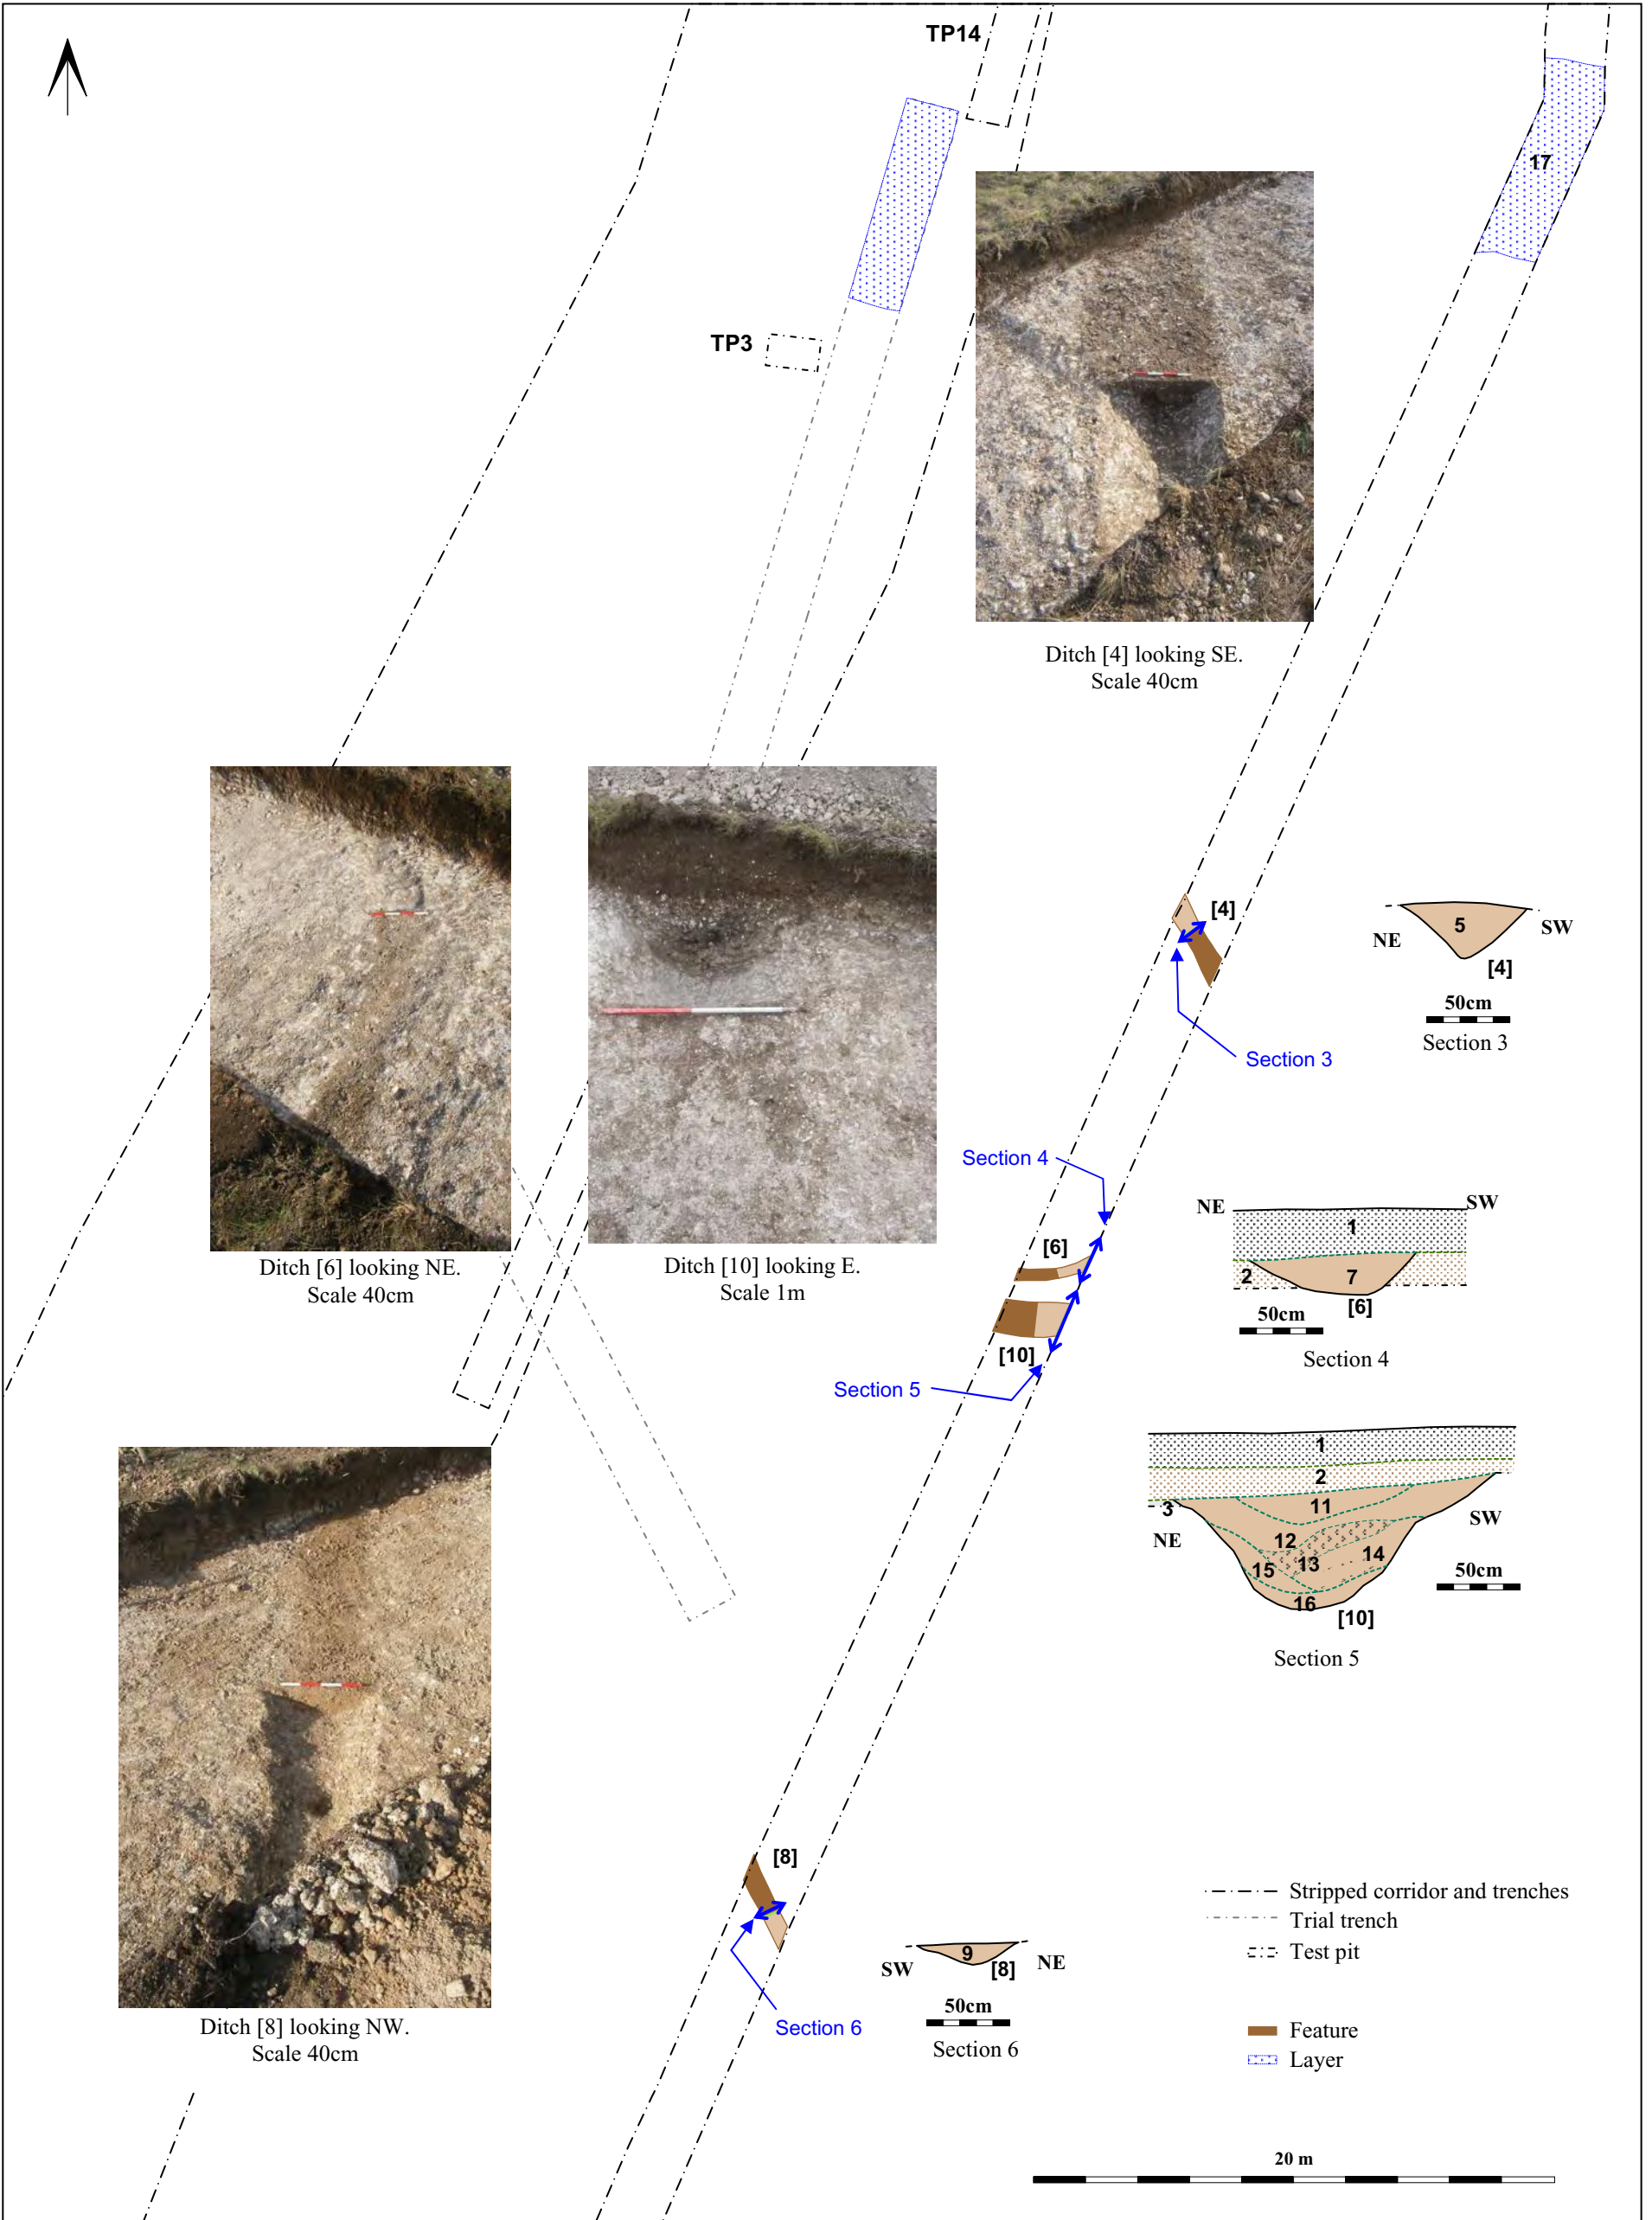 TP14
17
TP3
Ditch [4] looking SE.
Scale 40cm
[4]
5
NE
SW
[4]
50cm
Section 3
Section 3
Section 4
NE
SW
1
2
7
[6]
50cm
Section 4
[6]
[10]
Section 5
Ditch [6] looking NE.
Scale 40cm
Ditch [10] looking E.
Scale 1m
1
2
11
3
NE
SW
12
13
14
15
16
[10]
50cm
Section 5
[8]
9
SW
[8]
NE
50cm
Section 6
Section 6
Ditch [8] looking NW.
Scale 40cm
Stripped corridor and trenches
Trial trench
Test pit
Feature
Layer
20 m